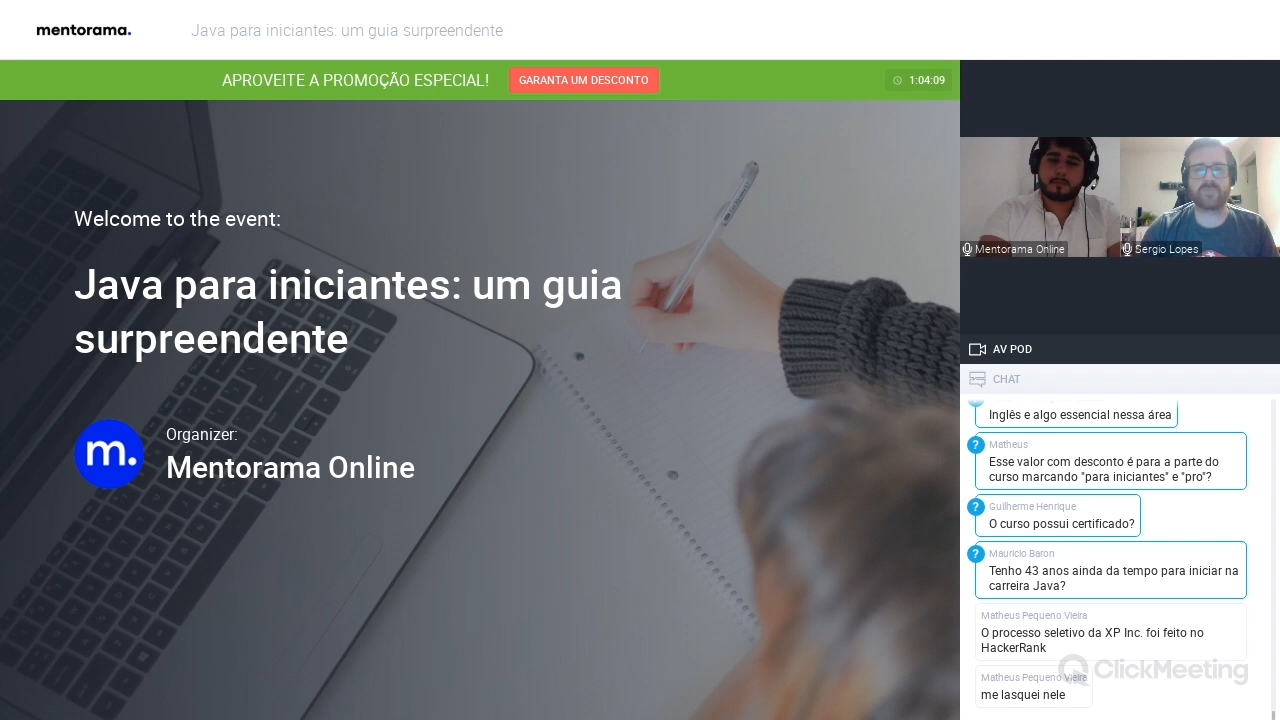 mentorama.
Java para iniciantes: um guia surpreendente
APROVEITE A PROMOÇÃO ESPECIAL!
GARANTA UM DESCONTO
1:04:09
Welcome to the event:
Java para iniciantes: um guia
surpreendente
m.
Organizer:
Mentorama Online
Mentorama Online
Sergio Lopes
AV POD
CHAT
Inglês e algo essencial nessa área
?
Matheus
Esse valor com desconto é para a parte do
curso marcando "para iniciantes" e "pro"?
?
Guilherme Henrique
O curso possui certificado?
?
Mauricio Baron
Tenho 43 anos ainda da tempo para iniciar na
carreira Java?
Matheus Pequeno Vieira
O processo seletivo da XP Inc. foi feito no
HackerRank
ClickMeeting
Matheus Pequeno Vieira
me lasquei nele